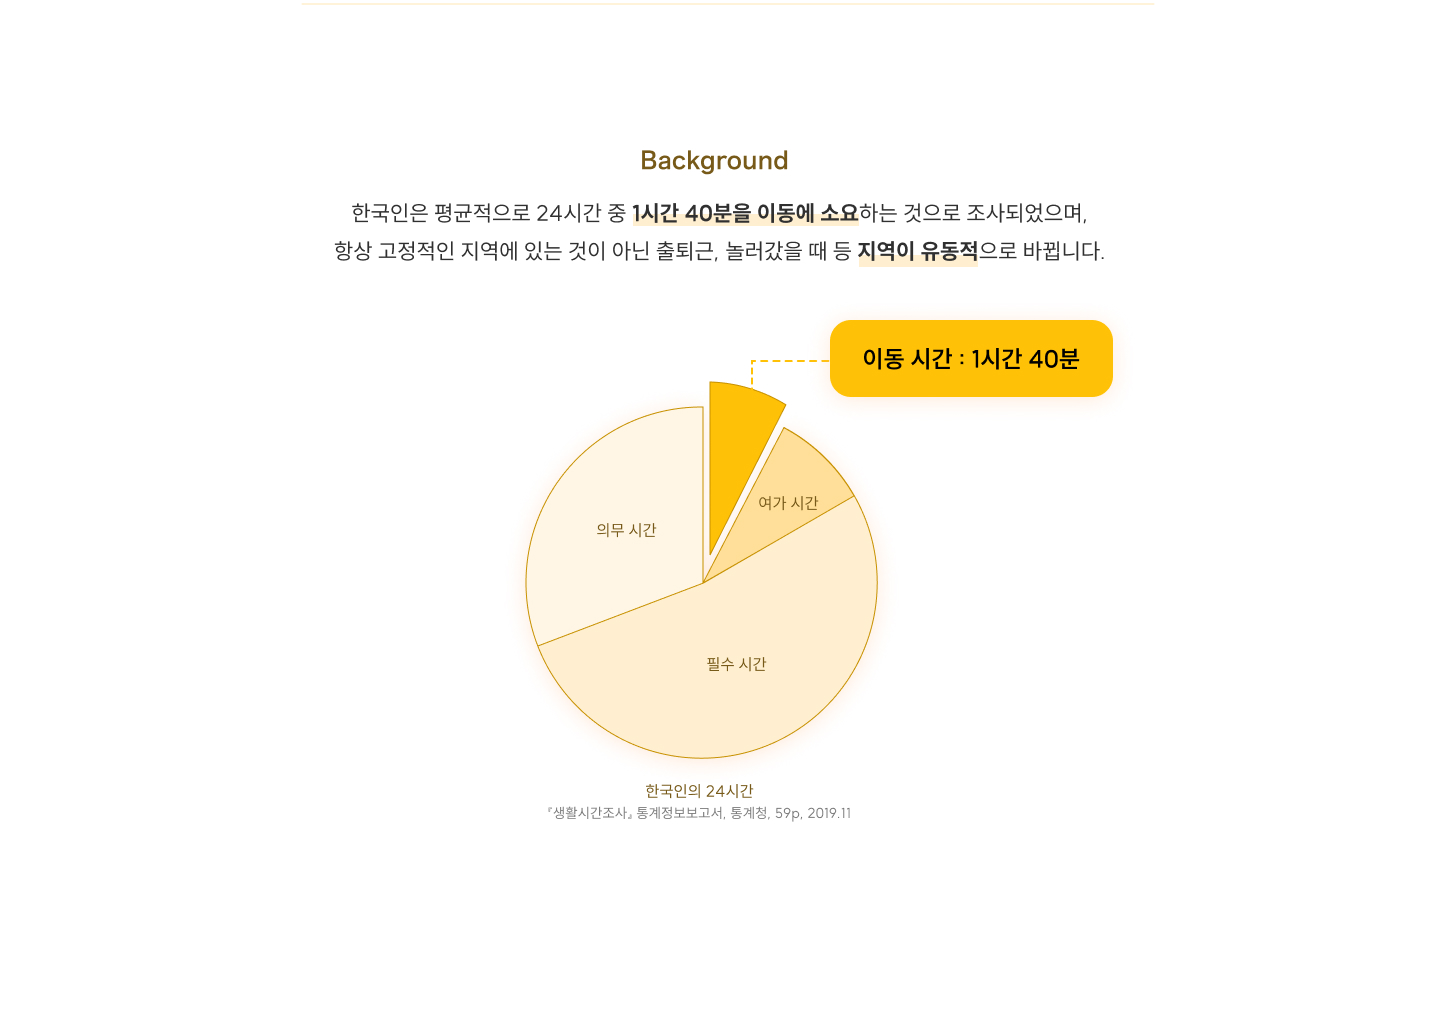 Background
한국인은 평균적으로 24시간 중 1시간 40분을 이동에 소요하는 것으로 조사되었으며,
항상 고정적인 지역에 있는 것이 아닌 출퇴근, 놀러갔을 때 등 지역이 유동적으로 바뀝니다.
이동 시간 : 1시간 40분
여가 시간
의무 시간
필수 시간
한국인의 24시간
『생활시간조사』 통계정보보고서, 통계청, 59p, 2019.11